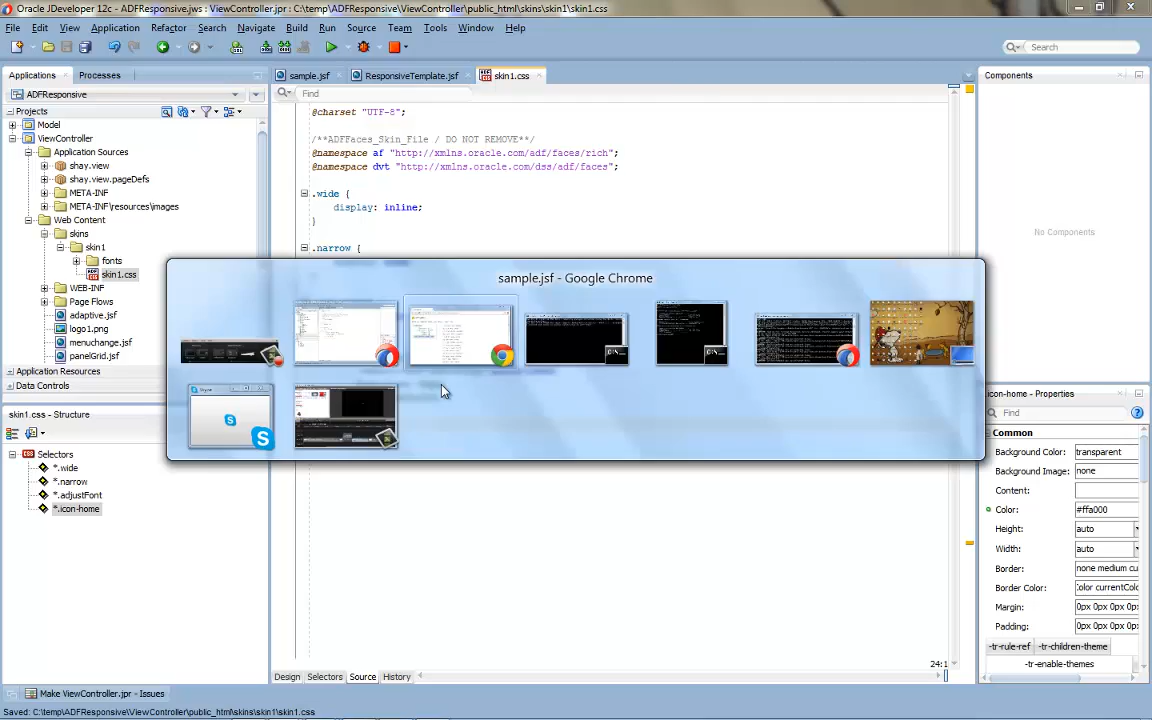 Oracle JDeveloper 12c - ADFResponsive.jws : ViewController.jpr : C:\temp\ADFResponsive\ViewController\public_html\skins\skin1\skin1.css
File Edit View Application Refactor Search Navigate Build Run Source Team Tools Window Help
Search
Applications Processes
sample.jsf ResponsiveTemplate.jsf skin1.css
Components
ADFResponsive
Find
Projects
Model
ViewController
Application Sources
shay.view
shay.view.pageDefs
META-INF
META-INF\resources\images
Web Content
skins
skin1
fonts
skin1.css
WEB-INF
Page Flows
adaptive.jsf
logo1.png
menuchange.jsf
panelGrid.jsf
Application Resources
Data Controls
@charset "UTF-8";
/**ADFFaces_Skin_File / DO NOT REMOVE**/
@namespace af "http://xmlns.oracle.com/adf/faces/rich";
@namespace dvt "http://xmlns.oracle.com/dss/adf/faces";
.wide {
display: inline;
}
.narrow {
No Components
sample.jsf - Google Chrome
skin1.css - Structure
Selectors
*.wide
*.narrow
*.adjustFont
*.icon-home
icon-home - Properties
Find
Common
Background Color: transparent
Background Image: none
Content:
Color: #ffa000
Height: auto
Width: auto
Border: none medium cu
Border Color: Color currentColo
Margin: 0px 0px 0px 0p
Padding: 0px 0px 0px 0p
-tr-rule-ref -tr-children-theme
-tr-enable-themes
24:1
Design Selectors Source History
Make ViewController.jpr - Issues
Saved: C:\temp\ADFResponsive\ViewController\public_html\skins\skin1\skin1.css